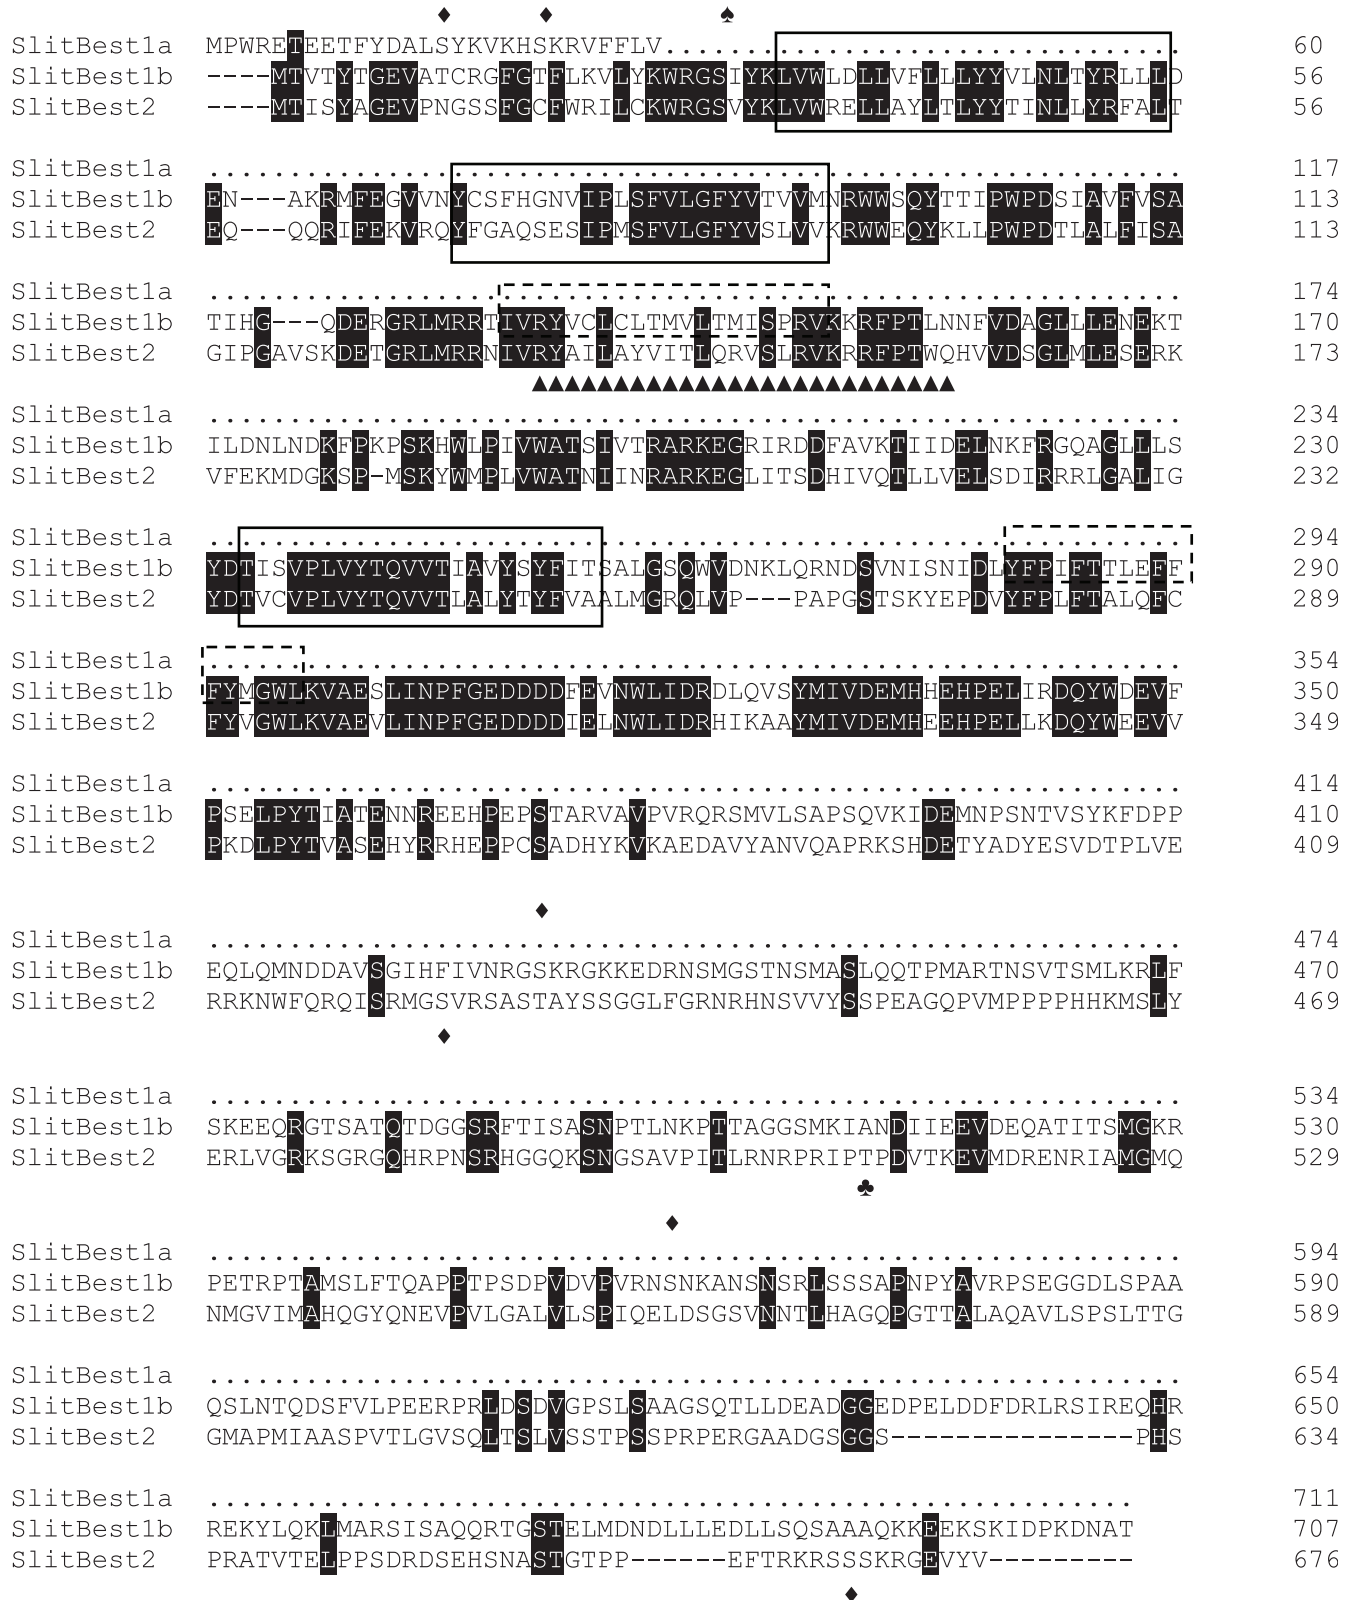 ♦ ♦ ♠
SlitBest1a MPWRETEETFYDALSYKVKHSKRVFFLV................................ 60
SlitBest1b ----MTVTYTGEVATCRGFGTFLKVLYKWRGSIYKLVWLDLLVFLLLYYVLNLTYRLLLD 56
SlitBest2 ----MTISYAGEVPNGSSFGCFWRILCKWRGSVYKLVWRELLAYLTLYYTINLLYRFALT 56
SlitBest1a ............................................................ 117
SlitBest1b EN---AKRMFEGVVNYCSFHGNVIPLSFVLGFYVTVVMNRWWSQYTTIPWPDSIAVFVSA 113
SlitBest2 EQ---QQRIFEKVRQYFGAQSESIPMSFVLGFYVSLVVKRWWEQYKLLPWPDTLALFISA 113
SlitBest1a ............................................................ 174
SlitBest1b TIHG---QDERGRLMRRTIVRYVCLCLTMVLTMISPRVKKRFPTLNNFVDAGLLLENEKT 170
SlitBest2 GIPGAVSKDETGRLMRRNIVRYAILAYVITLQRVSLRVKRRFPTWQHVVDSGLMLESERK 173
▲▲▲▲▲▲▲▲▲▲▲▲▲▲▲▲▲▲▲▲▲▲▲▲▲▲
SlitBest1a ............................................................ 234
SlitBest1b ILDNLNDKFPKPSKHWLPIVWATSIVTRARKEGRIRDDFAVKTIIDELNKFRGQAGLLLS 230
SlitBest2 VFEKMDGKSP-MSKYWMPLVWATNIINRARKEGLITSDHIVQTLLVELSDIRRRLGALIG 232
SlitBest1a ............................................................ 294
SlitBest1b YDTISVPLVYTQVVTIAVYSYFITSALGSQWVDNKLQRNDSVNISNIDLYFPIFTTLEFF 290
SlitBest2 YDTVCVPLVYTQVVTLALYTYFVAALMGRQLVP---PAPGSTSKYEPDVYFPLFTALQFC 289
SlitBest1a ............................................................ 354
SlitBest1b FYMGWLKVAESLINPFGEDDDDFEVNWLIDRDLQVSYMIVDEMHHEHPELIRDQYWDEVF 350
SlitBest2 FYVGWLKVAEVLINPFGEDDDDIELNWLIDRHIKAAYMIVDEMHEEHPELLKDQYWEEVV 349
SlitBest1a ............................................................ 414
SlitBest1b PSELPYTIATENNREEHPEPSTARVAVPVRQRSMVLSAPSQVKIDEMNPSNTVSYKFDPP 410
SlitBest2 PKDLPYTVASEHYRRHEPPCSADHYKVKAEDAVYANVQAPRKSHDETYADYESVDTPLVE 409
♦
SlitBest1a ............................................................ 474
SlitBest1b EQLQMNDDAVSGIHFIVNRGSKRGKKEDRNSMGSTNSMASLQQTPMARTNSVTSMLKRLF 470
SlitBest2 RRKNWFQRQISRMGSVRSASTAYSSGGLFGRNRHNSVVYSSPEAGQPVMPPPPHHKMSLY 469
♦
SlitBest1a ............................................................ 534
SlitBest1b SKEEQRGTSATQTDGGSRFTISASNPTLNKPTTAGGSMKIANDIIEEVDEQATITSMGKR 530
SlitBest2 ERLVGRKSGRGQHRPNSRHGGQKSNGSAVPITLRNRPRIPTPDVTKEVMDRENRIAMGMQ 529
♣
♦
SlitBest1a ............................................................ 594
SlitBest1b PETRPTAMSLFTQAPPTPSDPVDVPVRNSNKANSNSRLSSSAPNPYAVRPSEGGDLSPAA 590
SlitBest2 NMGVIMAHQGYQNEVPVLGALVLSPIQELDSGSVNNTLHAGQPGTTALAQAVLSPSLTTG 589
SlitBest1a ............................................................ 654
SlitBest1b QSLNTQDSFVLPEERPRLDSDVGPSLSAAGSQTLLDEADGGEDPELDDFDRLRSIREQHR 650
SlitBest2 GMAPMIAASPVTLGVSQLTSLVSSTPSSPRPERGAADGSGGS---------------PHS 634
SlitBest1a ......................................................... 711
SlitBest1b REKYLQKLMARSISAQQRTGSTELMDNDLLLEDLLSQSAAAQKKEEKSKIDPKDNAT 707
SlitBest2 PRATVTELPPSDRDSEHSNASTGTPP------EFTRKRSSSKRGEVYV--------- 676
♦